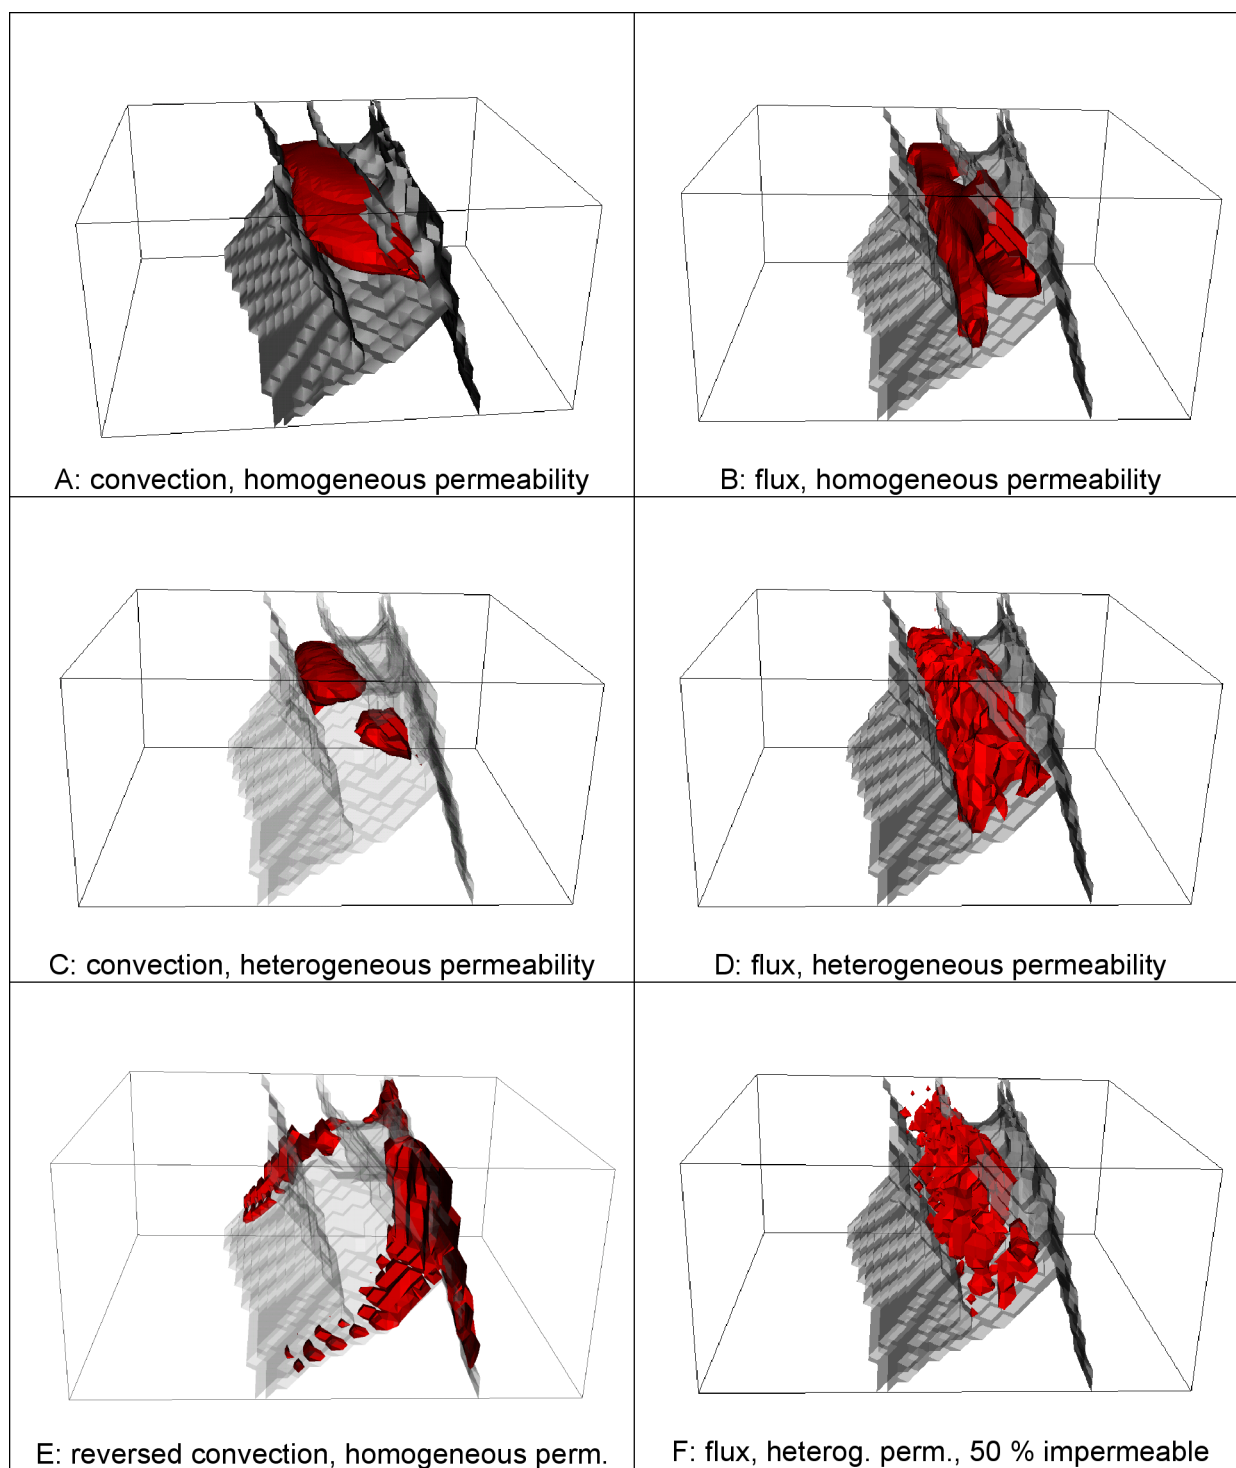 A: convection, homogeneous permeability
B: flux, homogeneous permeability
C: convection, heterogeneous permeability
D: flux, heterogeneous permeability
E: reversed convection, homogeneous perm.
F: flux, heterog. perm., 50 % impermeable